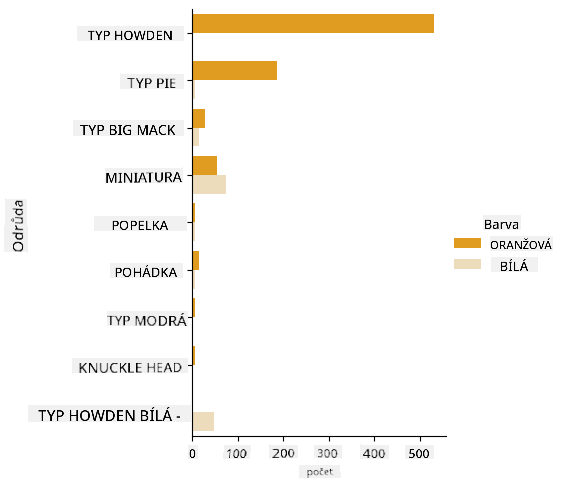 TYP HOWDEN
TYP PIE
TYP BIG MACK
MINIATURA
POPELKA
POHÁDKA
TYP MODRÁ
KNUCKLE HEAD
TYP HOWDEN BÍLÁ -
Odrůda
0 100 200 300 400 500
počet
Barva
ORANŽOVÁ
BÍLÁ